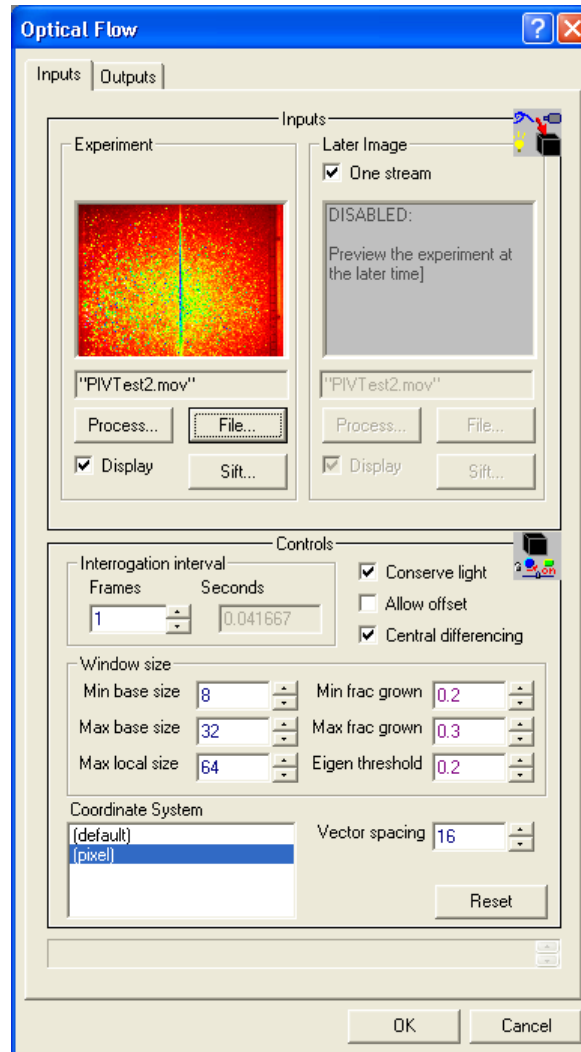 Optical Flow
Inputs
Outputs
Inputs
Experiment
"PIVTest2.mov"
Process...
File...
Display
Sift...
Later Image
One stream
DISABLED:
Preview the experiment at
the later time]
"PIVTest2.mov"
Process...
File...
Display
Sift...
Controls
Interrogation interval
Frames
Seconds
1
0.041667
Conserve light
Allow offset
Central differencing
Window size
Min base size
8
Min frac grown
0.2
Max base size
32
Max frac grown
0.3
Max local size
64
Eigen threshold
0.2
Coordinate System
(default)
(pixel)
Vector spacing
16
Reset
OK
Cancel